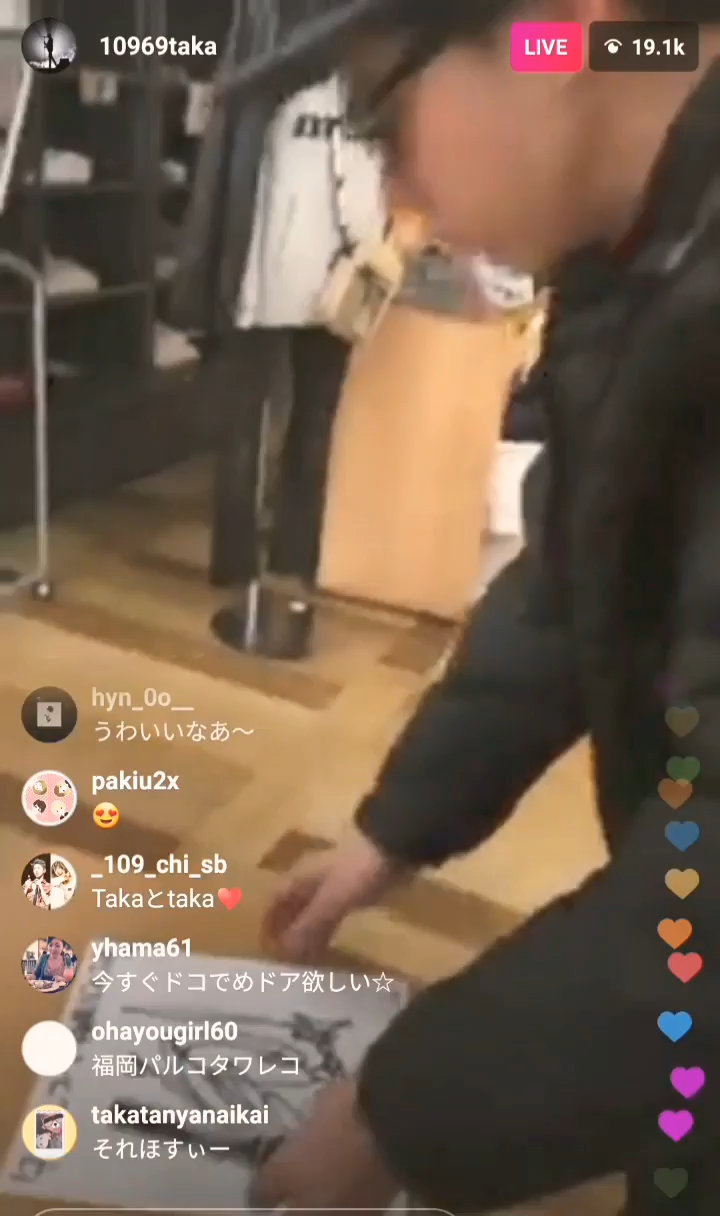 10969taka
LIVE
19.1k
hyn_0o__
うわいいなあ〜
pakiu2x
😍
_109_chi_sb
Takaとtaka❤️
yhama61
今すぐドコでめドア欲しい☆
ohayougirl60
福岡パルコタワレコ
takatanyanaikai
それほすぃー